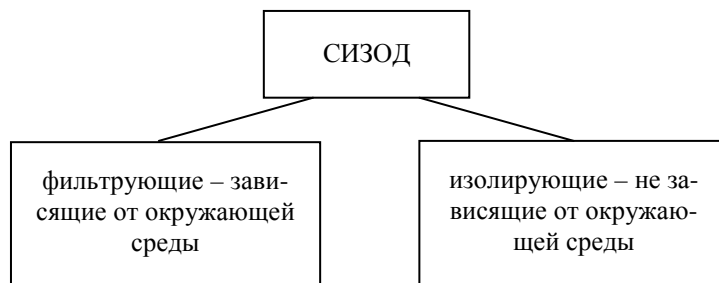 СИЗОД
фильтрующие – зави-
сящие от окружающей
среды
изолирующие – не за-
висящие от окружаю-
щей среды